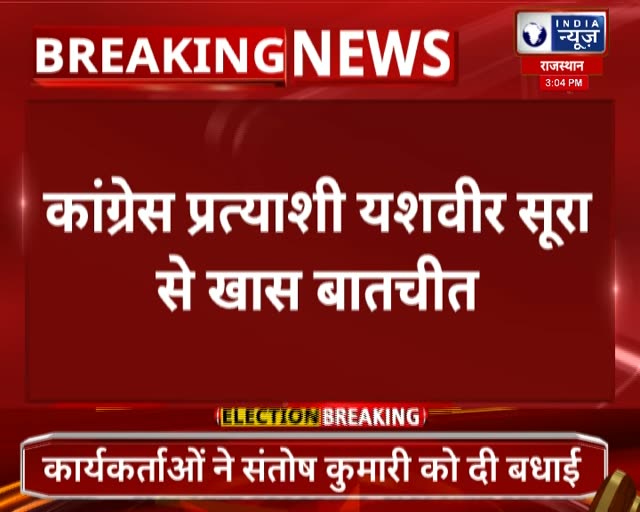 BREAKING NEWS
INDIA
न्यूज़
राजस्थान
3:04 PM
कांग्रेस प्रत्याशी यशवीर सूरा
से खास बातचीत
ELECTION BREAKING
कार्यकर्ताओं ने संतोष कुमारी को दी बधाई